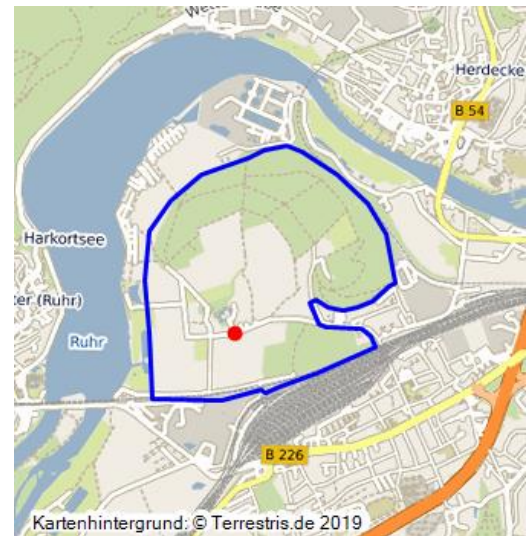 Herdecke
B 54
Harkortsee
ter (Ruhr)
Ruhr
B 226
Kartenhintergrund: © Terrestris.de 2019